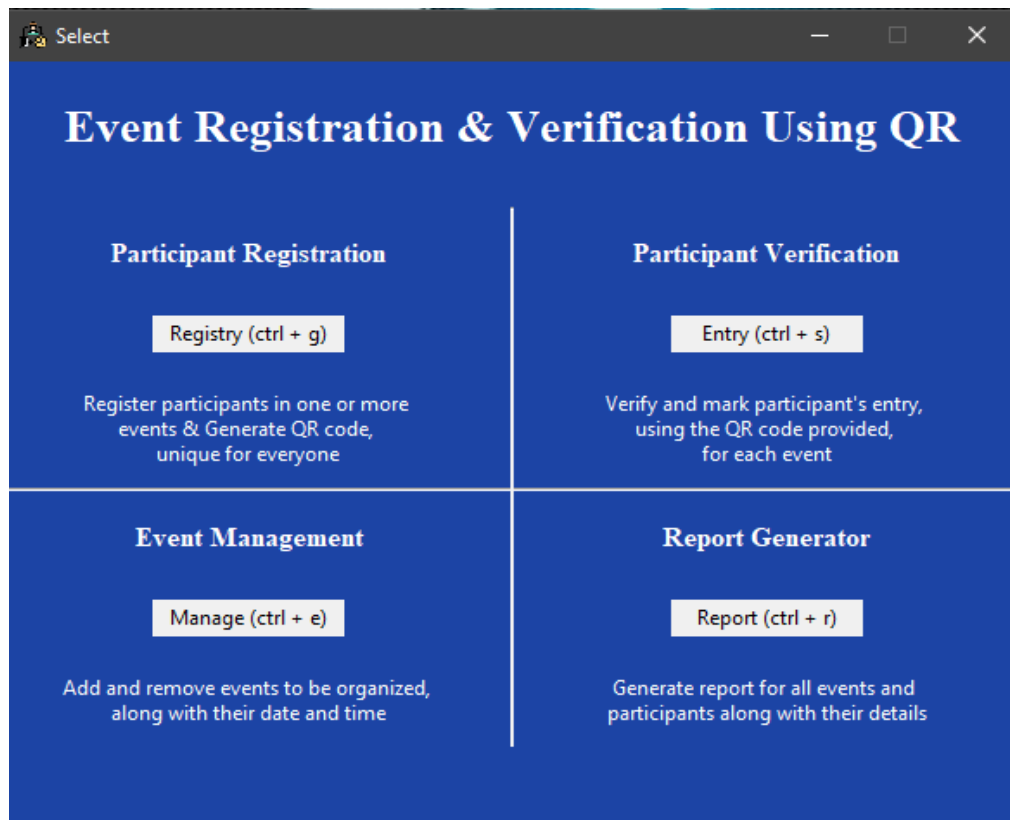 Select
Event Registration & Verification Using QR
Participant Registration
Registry (ctrl + g)
Register participants in one or more
events & Generate QR code,
unique for everyone
Participant Verification
Entry (ctrl + s)
Verify and mark participant's entry,
using the QR code provided,
for each event
Event Management
Manage (ctrl + e)
Add and remove events to be organized,
along with their date and time
Report Generator
Report (ctrl + r)
Generate report for all events and
participants along with their details